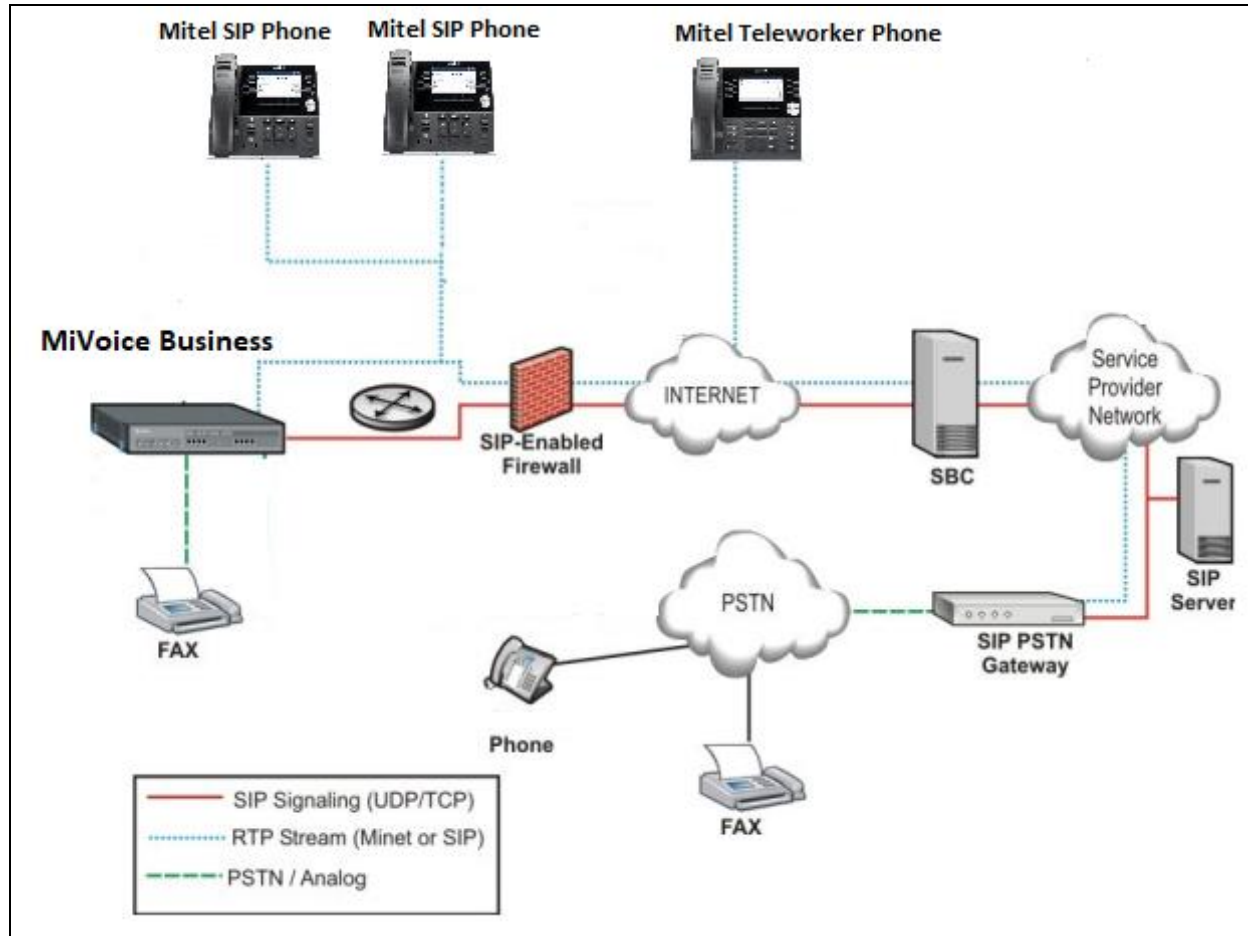 Mitel SIP Phone
Mitel SIP Phone
Mitel Teleworker Phone
MiVoice Business
SIP-Enabled
Firewall
INTERNET
SBC
Service
Provider
Network
SIP
Server
FAX
PSTN
SIP PSTN
Gateway
Phone
FAX
SIP Signaling (UDP/TCP)
RTP Stream (Minet or SIP)
PSTN / Analog